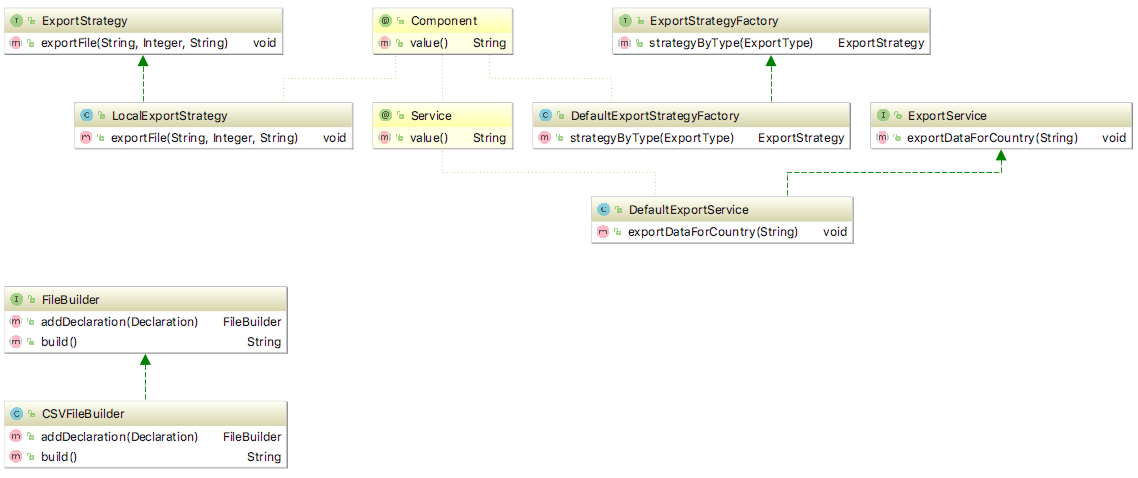 ExportStrategy
exportFile(String, Integer, String) void
Component
value() String
ExportStrategyFactory
strategyByType(ExportType) ExportStrategy
LocalExportStrategy
exportFile(String, Integer, String) void
Service
value() String
DefaultExportStrategyFactory
strategyByType(ExportType) ExportStrategy
ExportService
exportDataForCountry(String) void
DefaultExportService
exportDataForCountry(String) void
FileBuilder
addDeclaration(Declaration) FileBuilder
build() String
CSVFileBuilder
addDeclaration(Declaration) FileBuilder
build() String